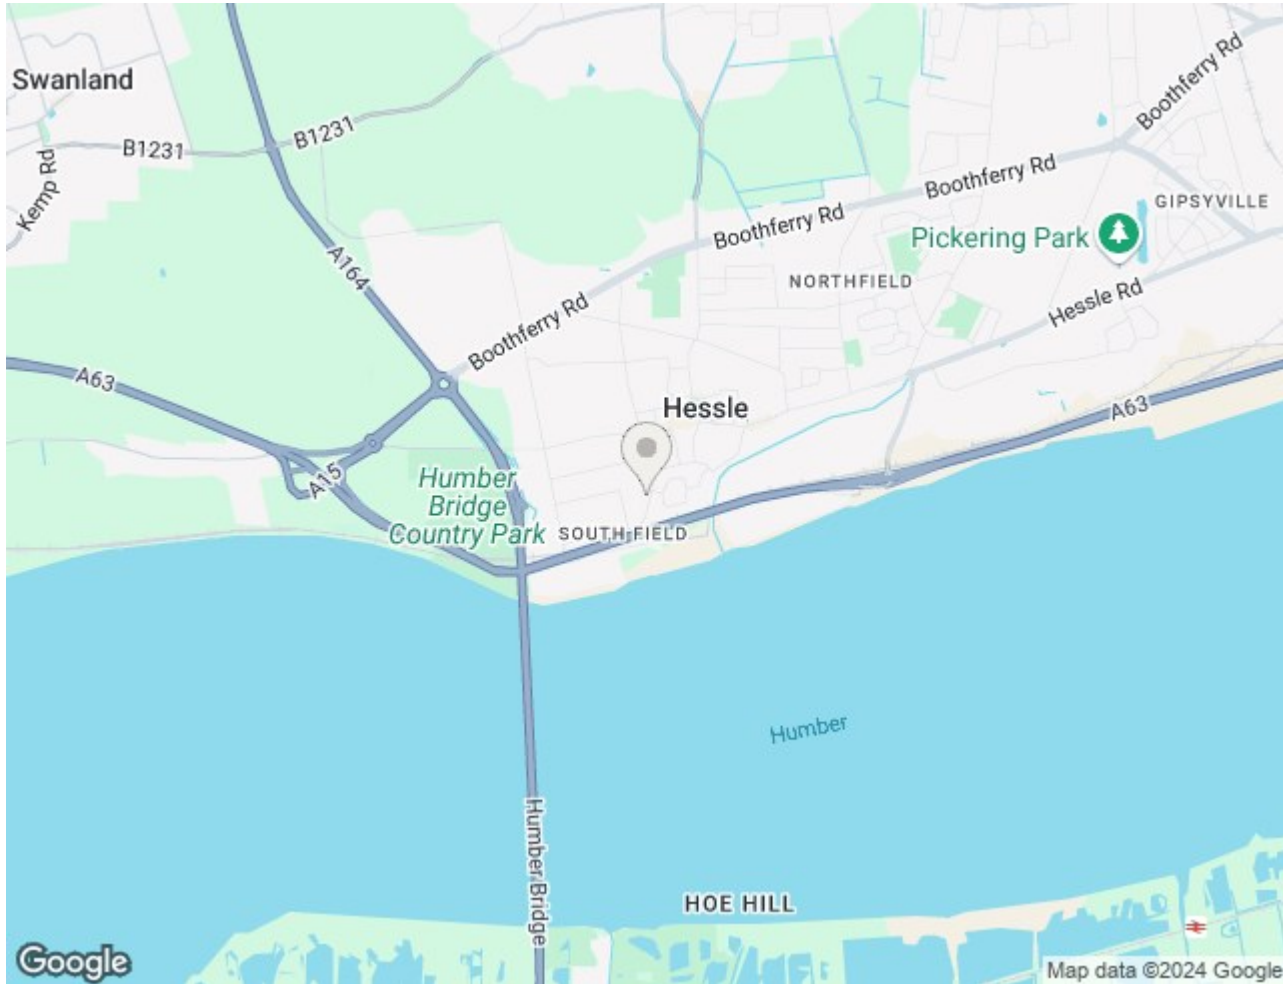 Swanland
B1231
B1231
Kemp Rd
A164
Boothferry Rd
Boothferry Rd
Boothferry Rd
Boothferry Rd
GIPSYVILLE
Pickering Park
NORTHFIELD
Hessle Rd
A63
Hessle
A63
A15
Humber
Bridge
Country Park
SOUTH FIELD
Humber
Humber Bridge
HOE HILL
Google
Map data ©2024 Google